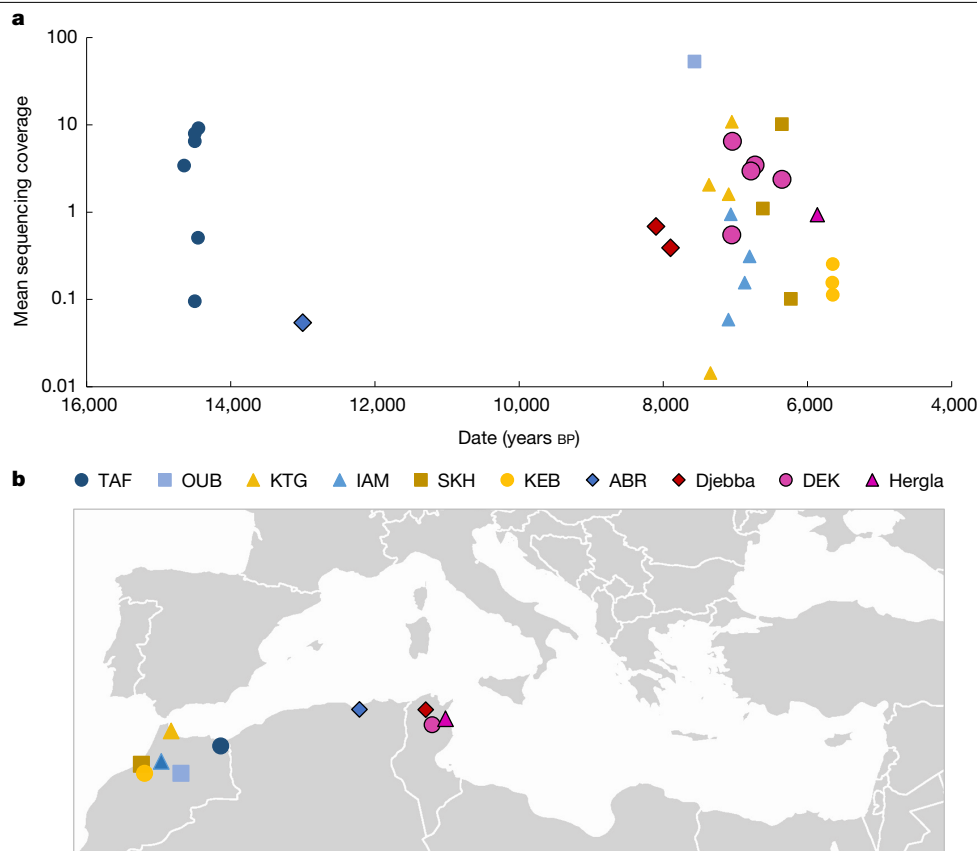 a
100
10
1
0.1
0.01
Mean sequencing coverage
16,000 14,000 12,000 10,000 8,000 6,000 4,000
Date (years BP)
b TAF OUB KTG IAM SKH KEB ABR Djebba DEK Hergla